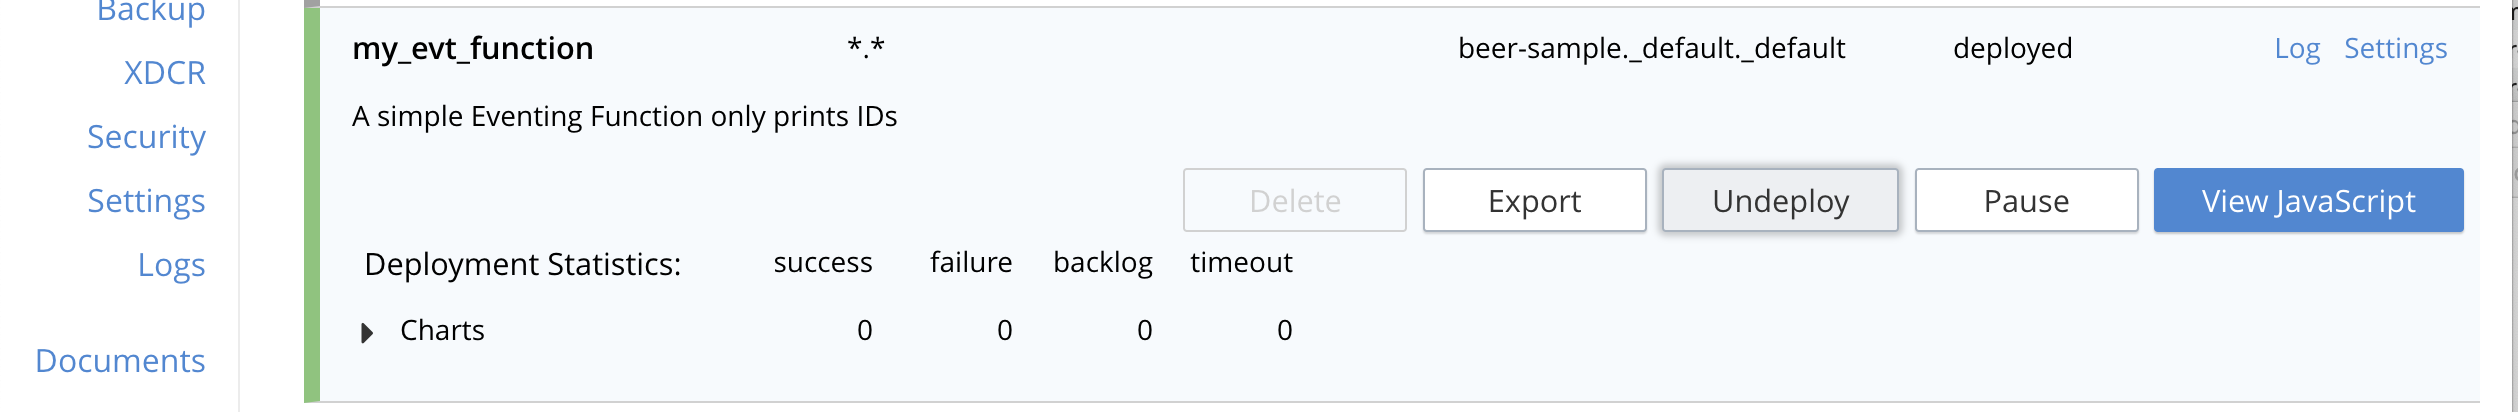 Backup
XDCR
Security
Settings
Logs
Documents
my_evt_function *.* beer-sample._default._default deployed Log Settings
A simple Eventing Function only prints IDs
Delete Export Undeploy Pause View JavaScript
Deployment Statistics: success failure backlog timeout
Charts 0 0 0 0